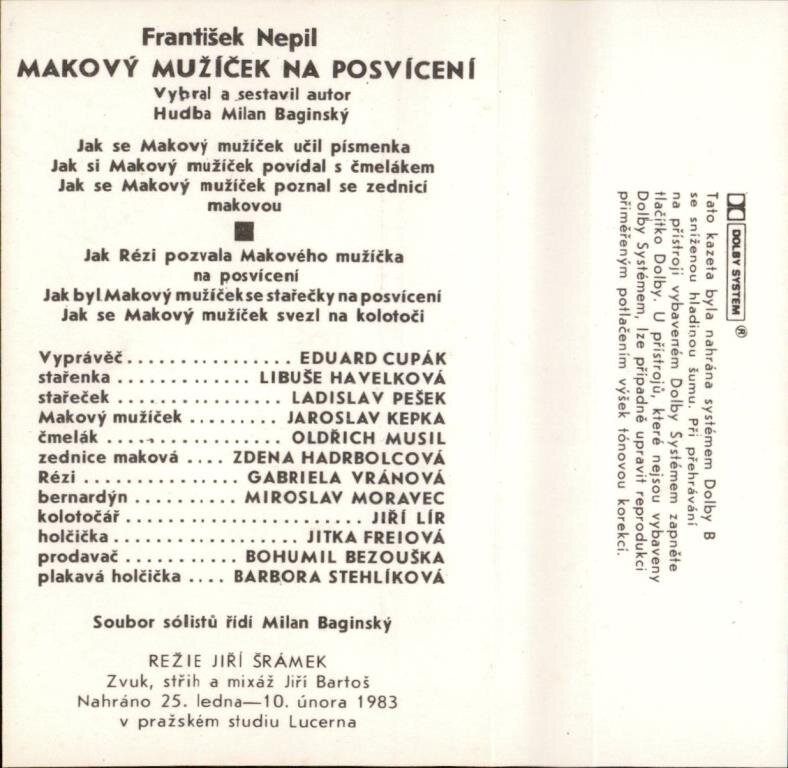 František Nepil
MAKOVÝ MUŽÍČEK NA POSVÍCENÍ
Vybral a sestavil autor
Hudba Milan Baginský
Jak se Makový mužíček učil písmenka
Jak si Makový mužíček povídal s čmelákem
Jak se Makový mužíček poznal se zednicí
makovou
Jak Rézi pozvala Makového mužíčka
na posvícení
Jak byl Makový mužíček se stařečky na posvícení
Jak se Makový mužíček svezl na kolotoči
Vyprávěč................ EDUARD CUPÁK
stařenka ............. LIBUŠE HAVELKOVÁ
stařeček ................ LADISLAV PEŠEK
Makový mužíček ......... JAROSLAV KEPKA
čmelák ................. OLDŘICH MUSIL
zednice maková .... ZDENA HADRBOLCOVÁ
Rézi ............... GABRIELA VRÁNOVÁ
bernardýn .......... MIROSLAV MORAVEC
kolotočář ........................ JIŘÍ LÍR
holčička.................. JITKA FREIOVÁ
prodavač ........... BOHUMIL BEZOUŠKA
plakavá holčička .... BARBORA STEHLÍKOVÁ
Soubor sólistů řídí Milan Baginský
REŽIE JIŘÍ ŠRÁMEK
Zvuk, střih a mixáž Jiří Bartoš
Nahráno 25. ledna—10. února 1983
v pražském studiu Lucerna
DOLBY SYSTEM ®
Tato kazeta byla nahrána systémem Dolby B
se sníženou hladinou šumu. Při přehrávání
na přístroji vybaveném Dolby Systémem zapněte
tlačítko Dolby. U přístrojů, které nejsou vybaveny
Dolby Systémem, lze případně upravit reprodukci
přiměřeným potlačením výšek tónovou korekcí.